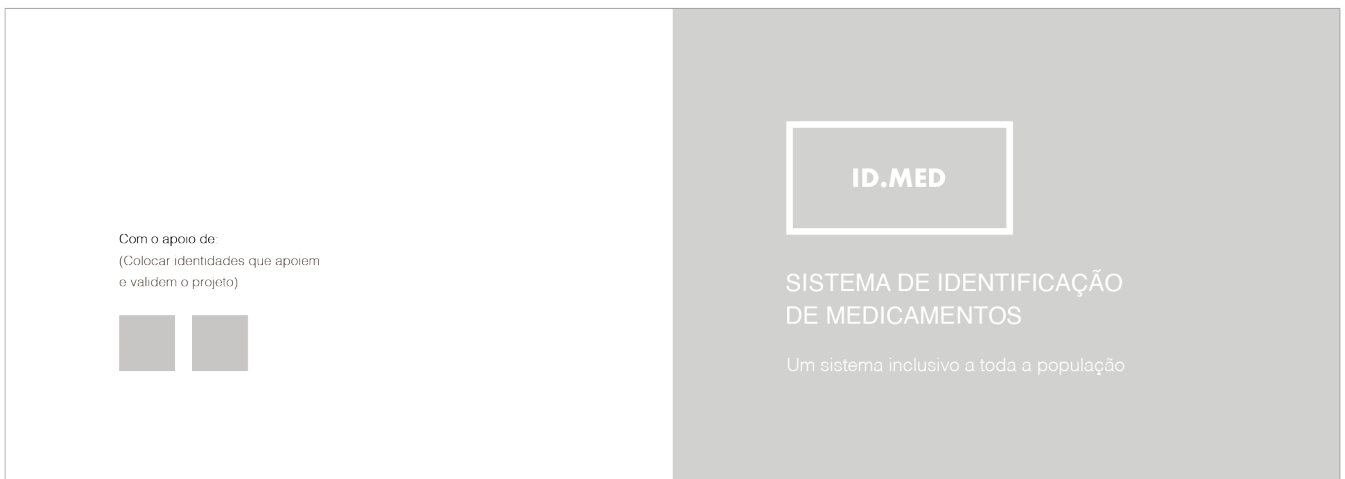 Com o apoio de:
(Colocar identidades que apoiem
e validem o projeto)
ID.MED
SISTEMA DE IDENTIFICAÇÃO
DE MEDICAMENTOS
Um sistema inclusivo a toda a população